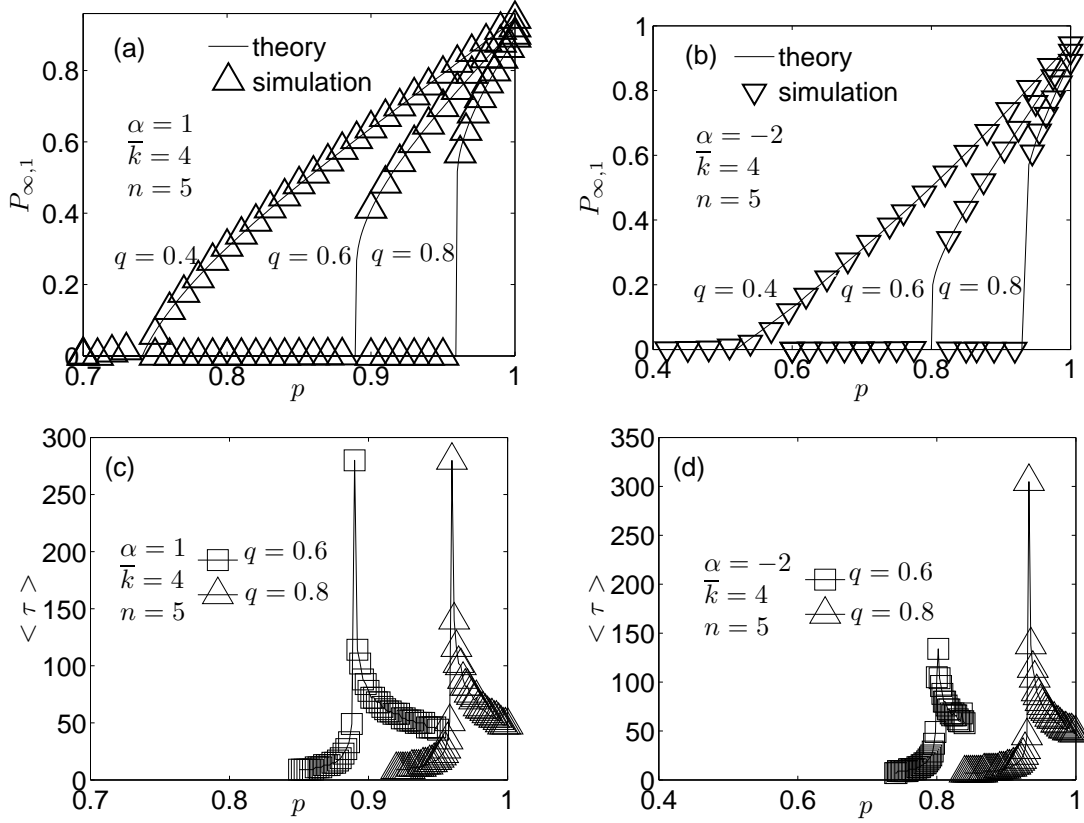 (a)
theory
simulation
α = 1
k̅ = 4
n = 5
q = 0.4
q = 0.6
q = 0.8
P∞,1
0.8
0.6
0.4
0.2
0
0.7
0.8
0.9
1
p
(b)
theory
simulation
α = −2
k̅ = 4
n = 5
q = 0.4
q = 0.6
q = 0.8
P∞,1
1
0.8
0.6
0.4
0.2
0
0.4
0.6
0.8
1
p
(c)
α = 1
k̅ = 4
n = 5
q = 0.6
q = 0.8
< τ >
300
250
200
150
100
50
0
0.7
0.8
0.9
1
p
(d)
α = −2
k̅ = 4
n = 5
q = 0.6
q = 0.8
< τ >
350
300
250
200
150
100
50
0
0.4
0.6
0.8
1
p